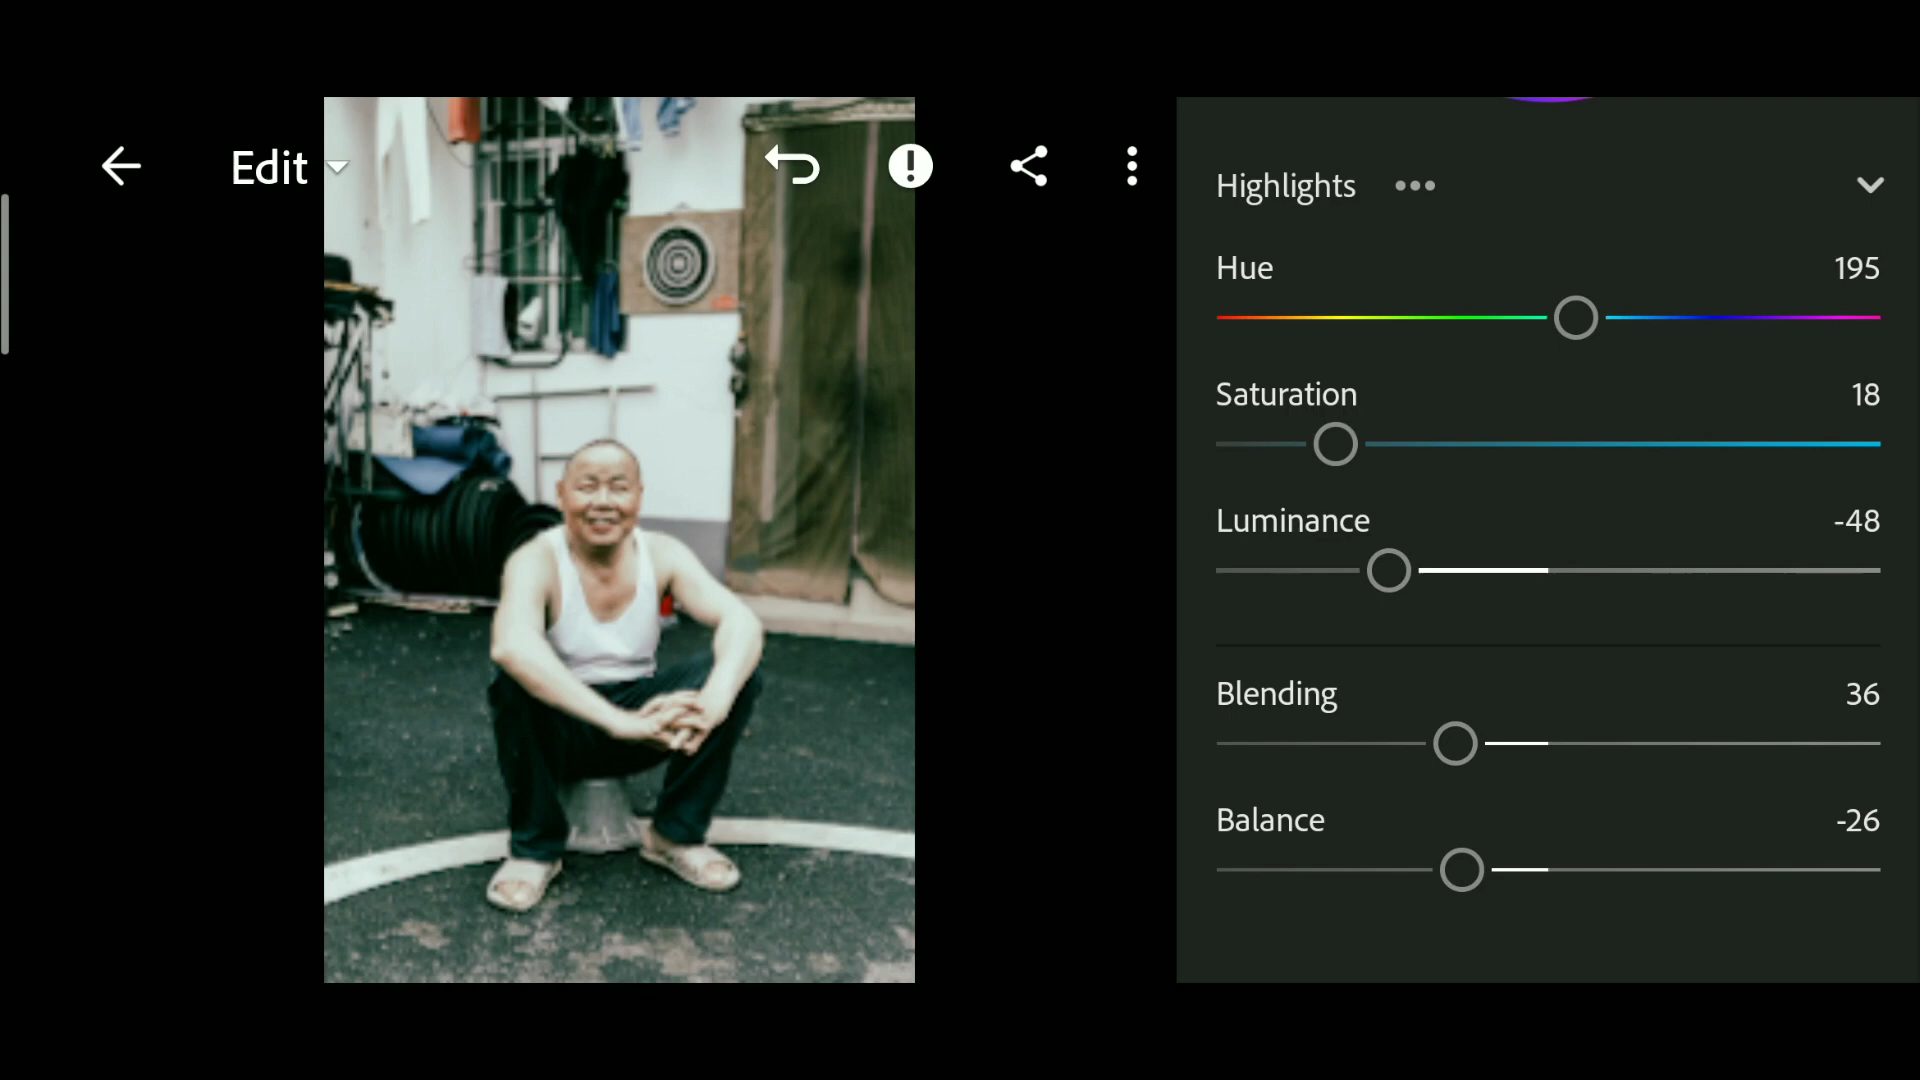 Edit
Highlights
Hue 195
Saturation 18
Luminance -48
Blending 36
Balance -26